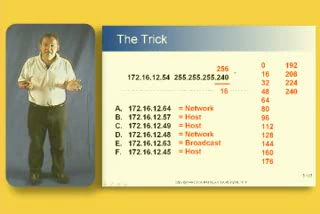 The Trick
256
172.16.12.54 255.255.255.240
16
A. 172.16.12.64 = Network
B. 172.16.12.57 = Host
C. 172.16.12.49 = Host
D. 172.16.12.48 = Network
E. 172.16.12.63 = Broadcast
F. 172.16.12.45 = Host
0 192
16 208
32 224
48 240
64
80
96
112
128
144
160
176